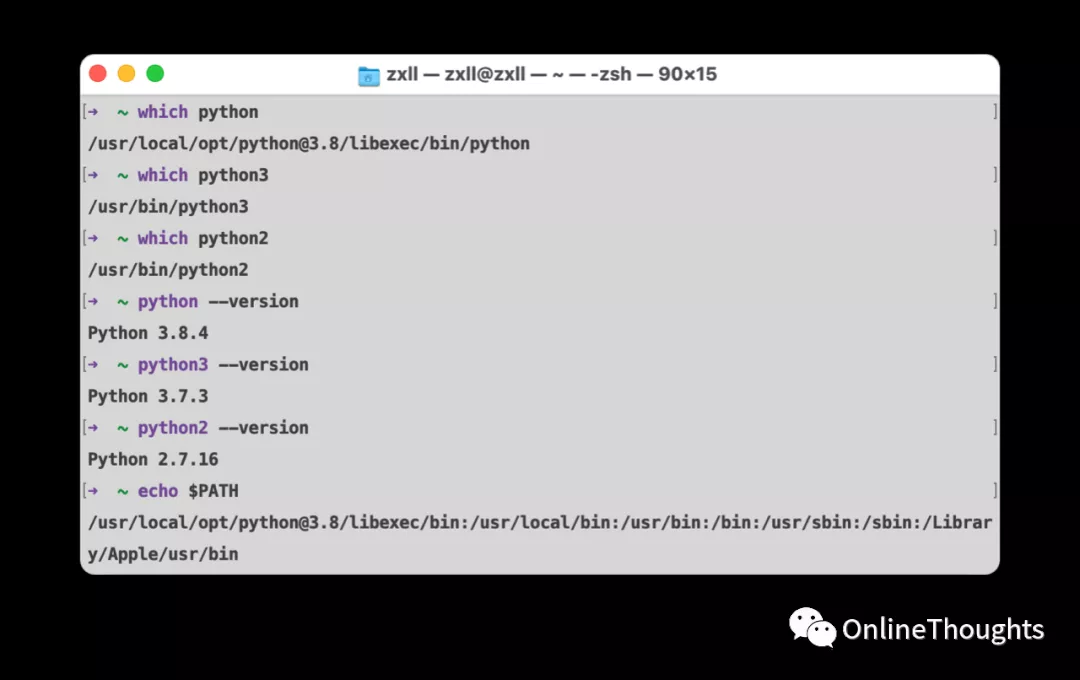 zxll — zxll@zxll — ~ — -zsh — 90×15
[➜  ~ which python ]
/usr/local/opt/python@3.8/libexec/bin/python
[➜  ~ which python3 ]
/usr/bin/python3
[➜  ~ which python2 ]
/usr/bin/python2
[➜  ~ python --version ]
Python 3.8.4
[➜  ~ python3 --version ]
Python 3.7.3
[➜  ~ python2 --version ]
Python 2.7.16
[➜  ~ echo $PATH ]
/usr/local/opt/python@3.8/libexec/bin:/usr/local/bin:/usr/bin:/bin:/usr/sbin:/sbin:/Librar
y/Apple/usr/bin
OnlineThoughts